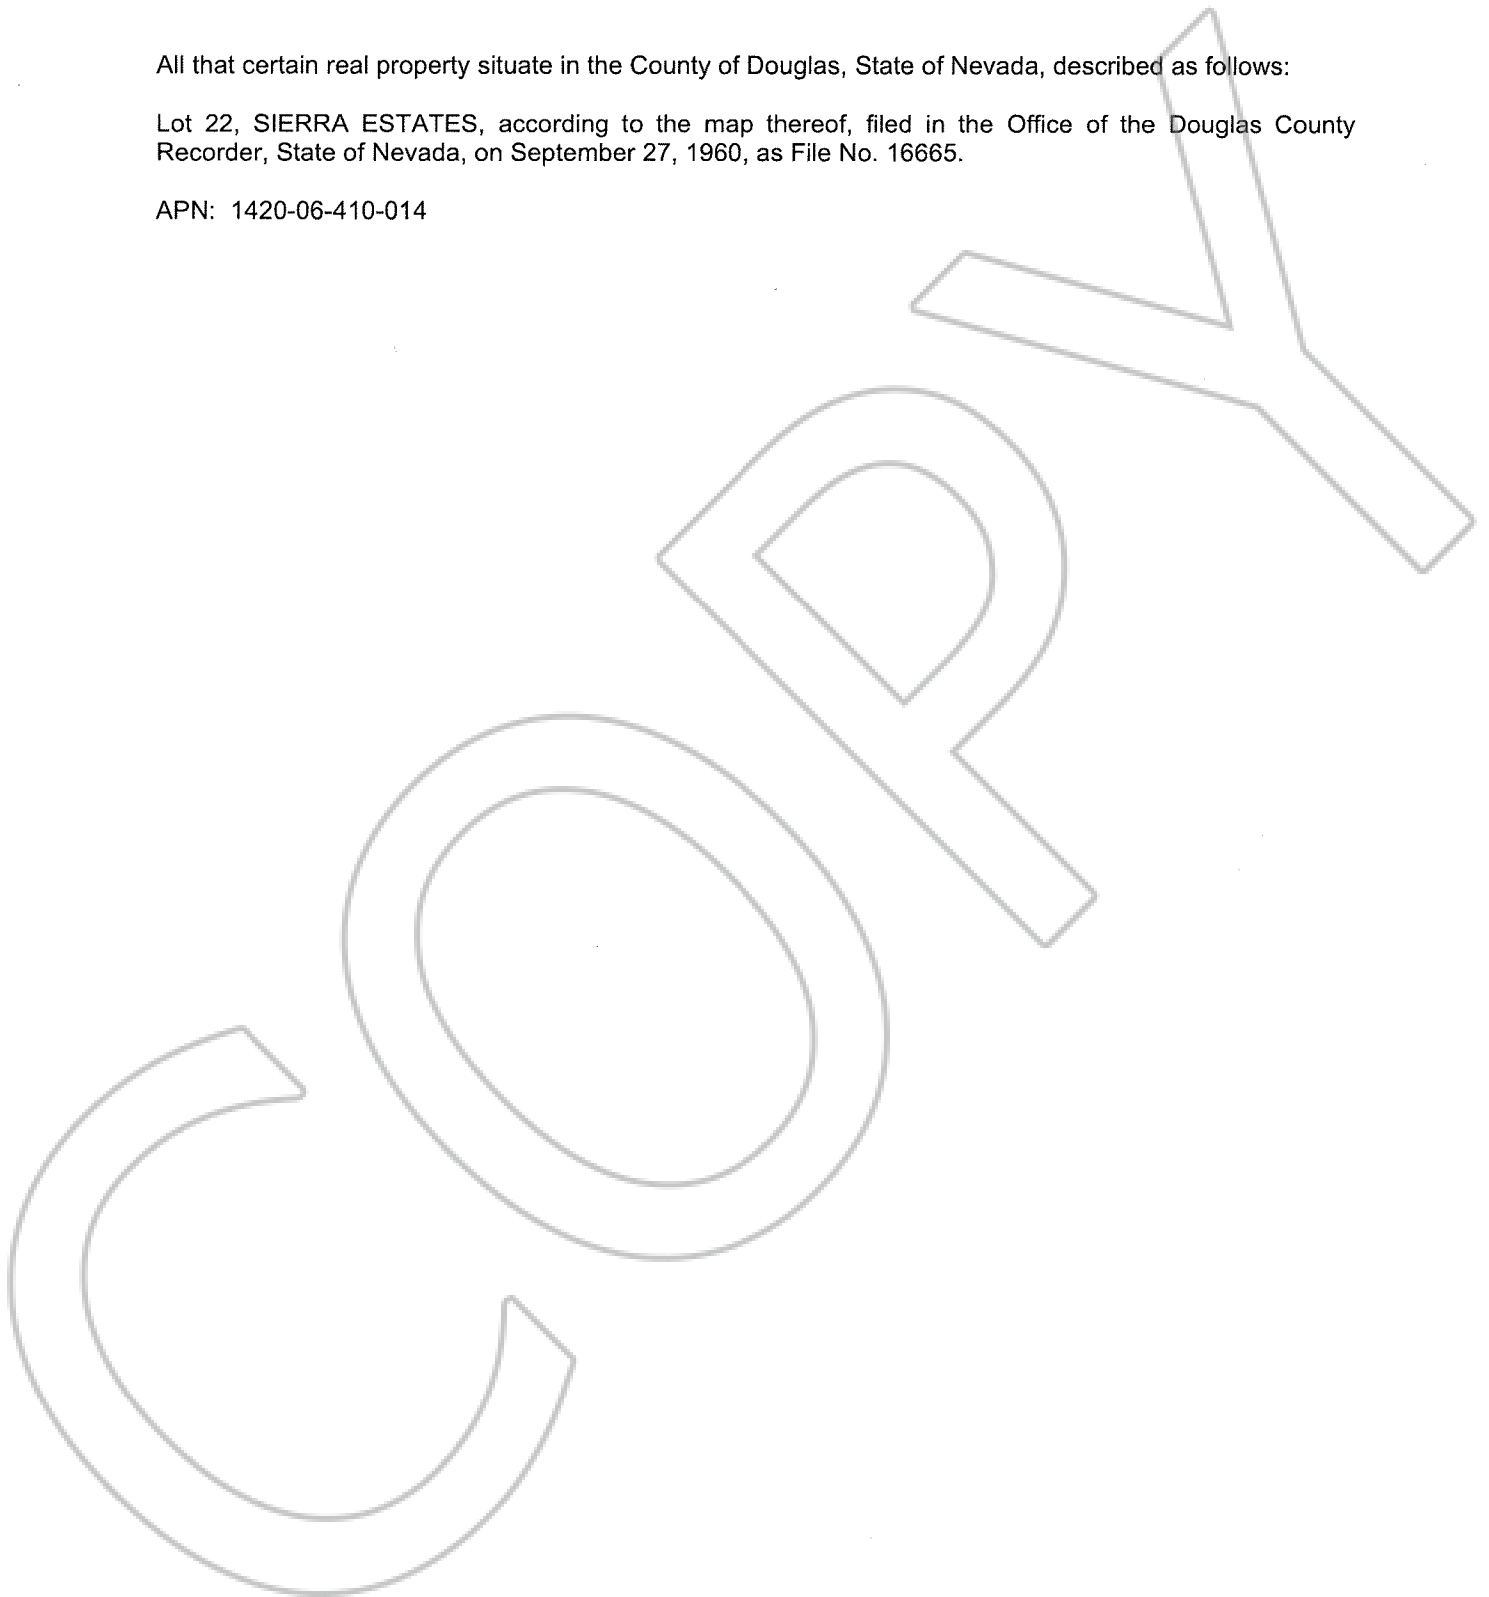 All that certain real property situate in the County of Douglas, State of Nevada, described as follows:
Lot 22, SIERRA ESTATES, according to the map thereof, filed in the Office of the Douglas County
Recorder, State of Nevada, on September 27, 1960, as File No. 16665.
APN: 1420-06-410-014
COPY